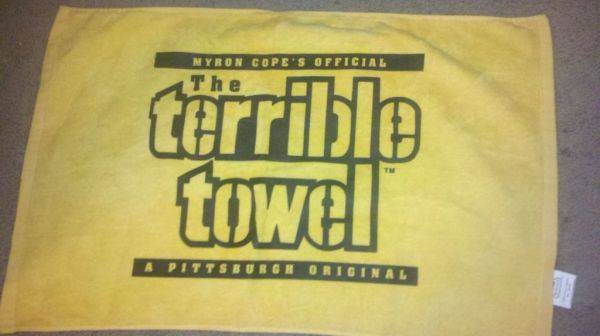 MYRON COPE'S OFFICIAL
The
terrible
towel
TM
A PITTSBURGH ORIGINAL